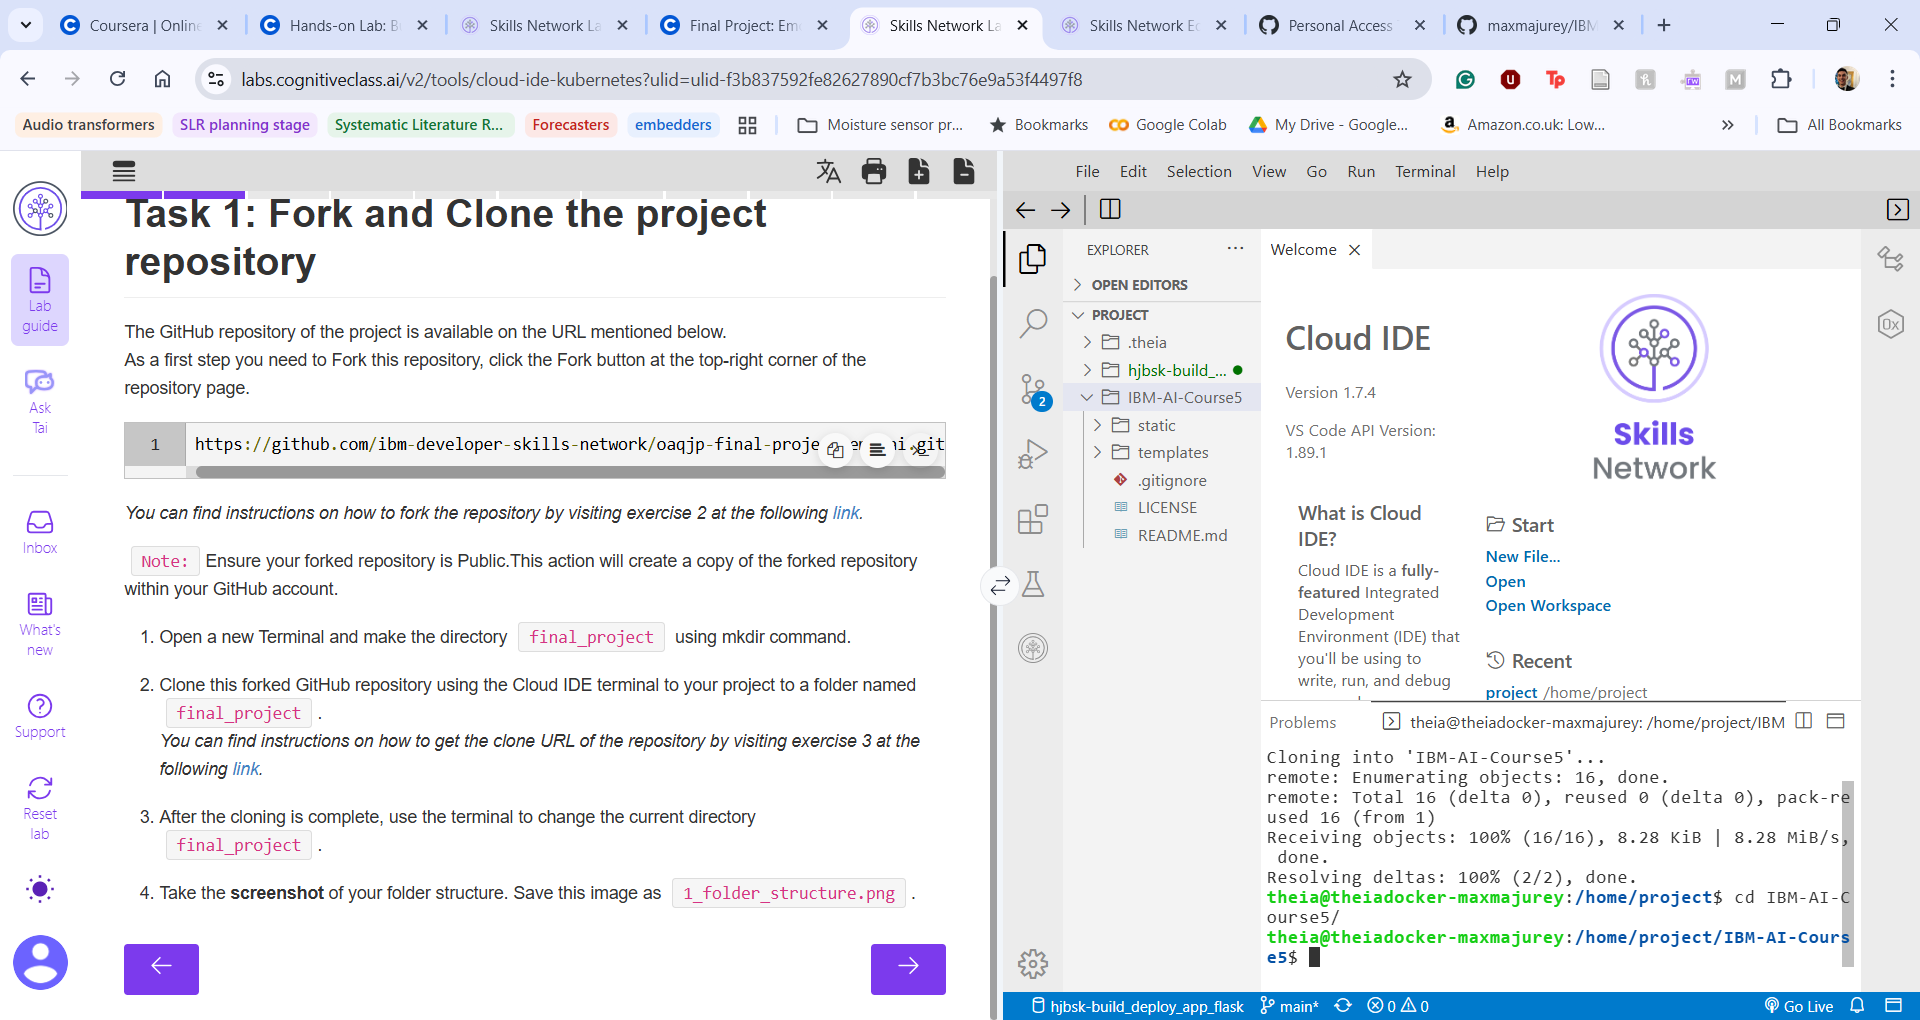 Coursera | Online
Hands-on Lab: B
Skills Network La
Final Project: Em
Skills Network La
Skills Network Ec
Personal Access
maxmajurey/IBM
labs.cognitiveclass.ai/v2/tools/cloud-ide-kubernetes?ulid=ulid-f3b837592fe82627890cf7b3bc76e9a53f4497f8
Audio transformers
SLR planning stage
Systematic Literature R...
Forecasters
embedders
Moisture sensor pr...
Bookmarks
Google Colab
My Drive - Google...
Amazon.co.uk: Low...
All Bookmarks
Lab
guide
Ask
Tai
Inbox
What's
new
Support
Reset
lab
Task 1: Fork and Clone the project
repository
The GitHub repository of the project is available on the URL mentioned below.
As a first step you need to Fork this repository, click the Fork button at the top-right corner of the
repository page.
1
https://github.com/ibm-developer-skills-network/oaqjp-final-proje
You can find instructions on how to fork the repository by visiting exercise 2 at the following link.
Note: Ensure your forked repository is Public.This action will create a copy of the forked repository
within your GitHub account.
1. Open a new Terminal and make the directory final_project using mkdir command.
2. Clone this forked GitHub repository using the Cloud IDE terminal to your project to a folder named
final_project .
You can find instructions on how to get the clone URL of the repository by visiting exercise 3 at the
following link.
3. After the cloning is complete, use the terminal to change the current directory
final_project .
4. Take the screenshot of your folder structure. Save this image as 1_folder_structure.png .
File Edit Selection View Go Run Terminal Help
EXPLORER
OPEN EDITORS
PROJECT
.theia
hjbsk-build_...
IBM-AI-Course5
static
templates
.gitignore
LICENSE
README.md
2
Welcome
Cloud IDE
Version 1.7.4
VS Code API Version:
1.89.1
Skills
Network
What is Cloud
IDE?
Cloud IDE is a fully-
featured Integrated
Development
Environment (IDE) that
you'll be using to
write, run, and debug
Start
New File...
Open
Open Workspace
Recent
project /home/project
0x
Problems
theia@theiadocker-maxmajurey: /home/project/IBM
Cloning into 'IBM-AI-Course5'...
remote: Enumerating objects: 16, done.
remote: Total 16 (delta 0), reused 0 (delta 0), pack-re
used 16 (from 1)
Receiving objects: 100% (16/16), 8.28 KiB | 8.28 MiB/s,
done.
Resolving deltas: 100% (2/2), done.
theia@theiadocker-maxmajurey:/home/project$ cd IBM-AI-C
ourse5/
theia@theiadocker-maxmajurey:/home/project/IBM-AI-Cours
e5$
hjbsk-build_deploy_app_flask main* 0 0 Go Live